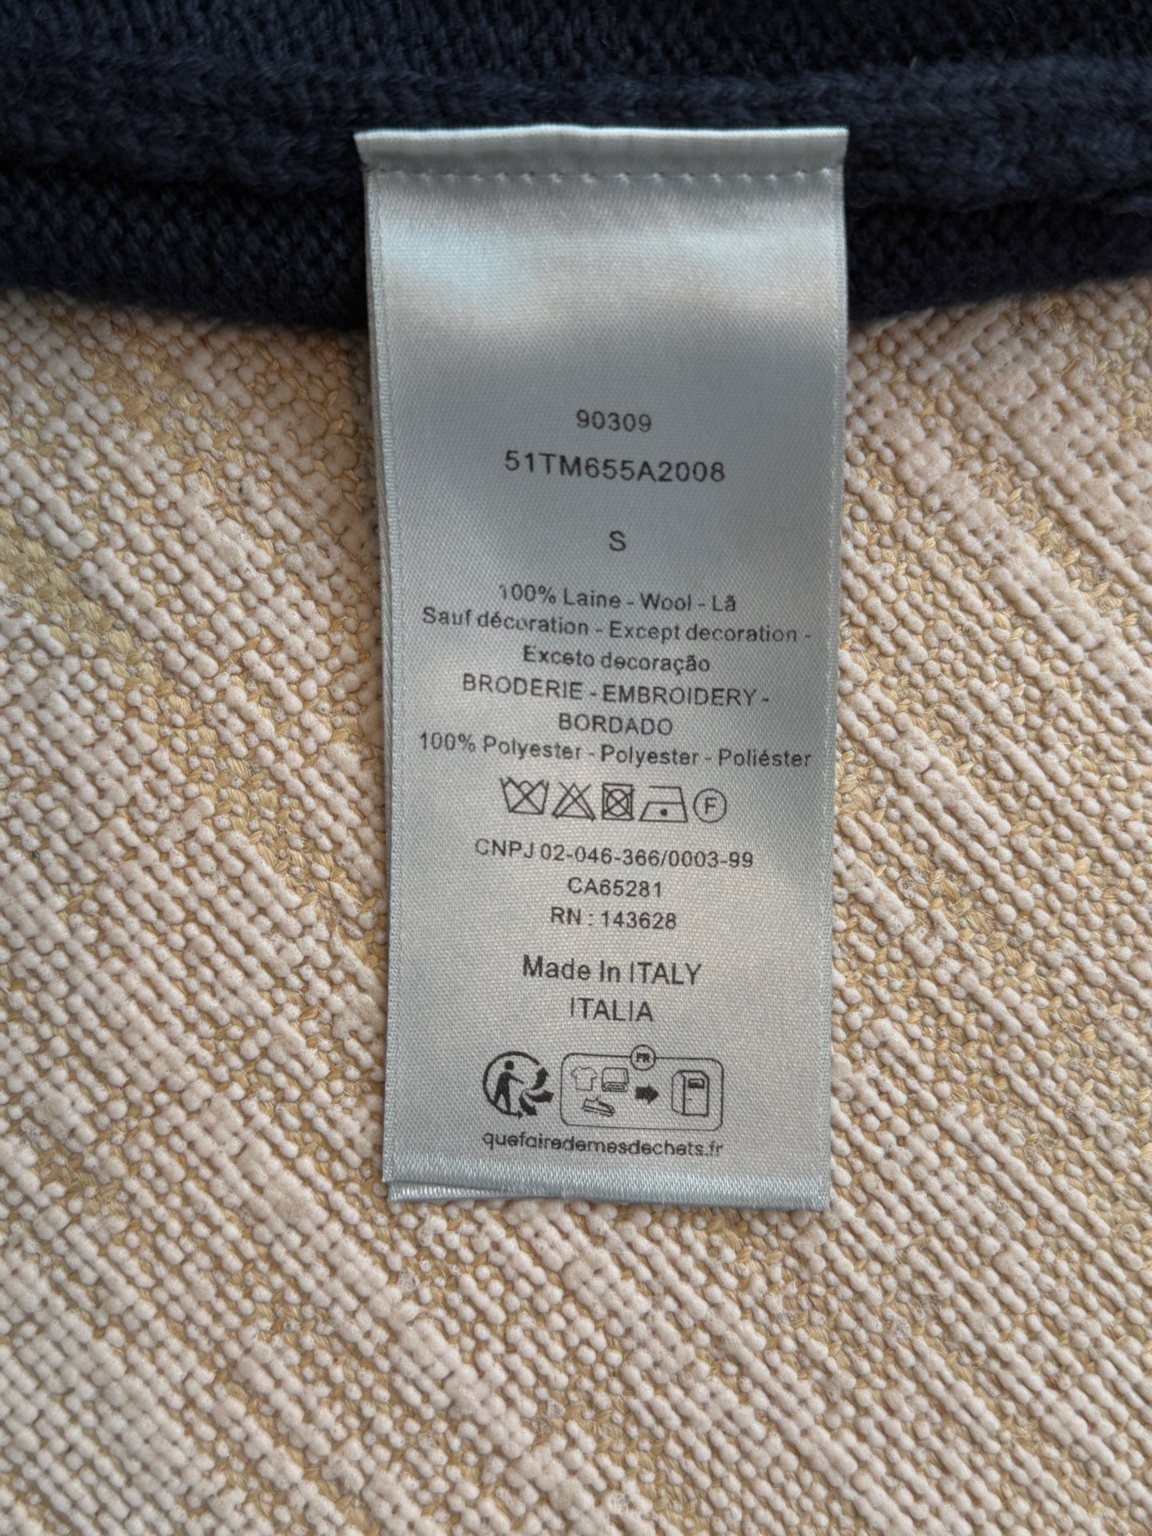 90309
51TM655A2008
S
100% Laine - Wool - Lã
Sauf décoration - Except decoration -
Exceto decoração
BRODERIE - EMBROIDERY -
BORDADO
100% Polyester - Polyester - Poliéster
F
CNPJ 02-046-366/0003-99
CA65281
RN : 143628
Made In ITALY
ITALIA
FR
quefairedemesdechets.fr